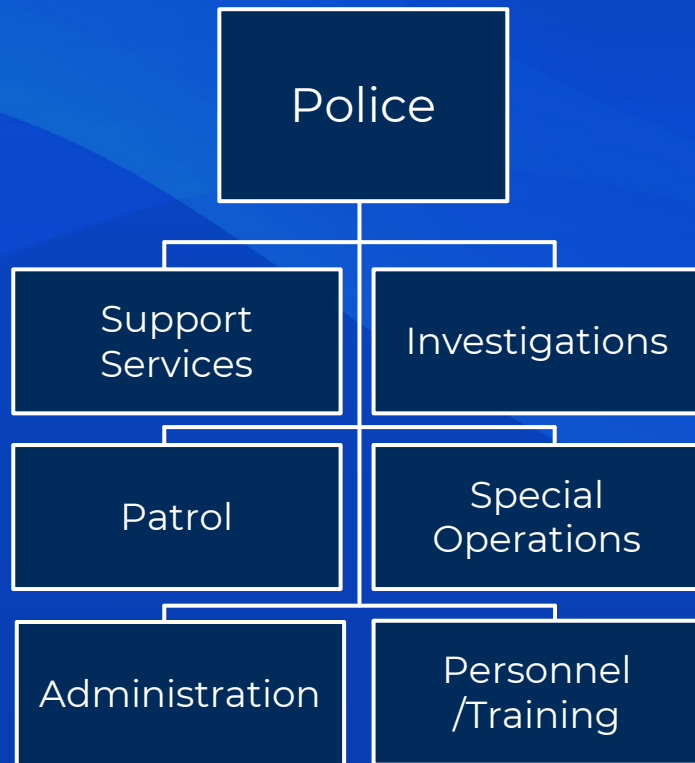 Police
Support
Services
Investigations
Patrol
Special
Operations
Administration
Personnel
/Training